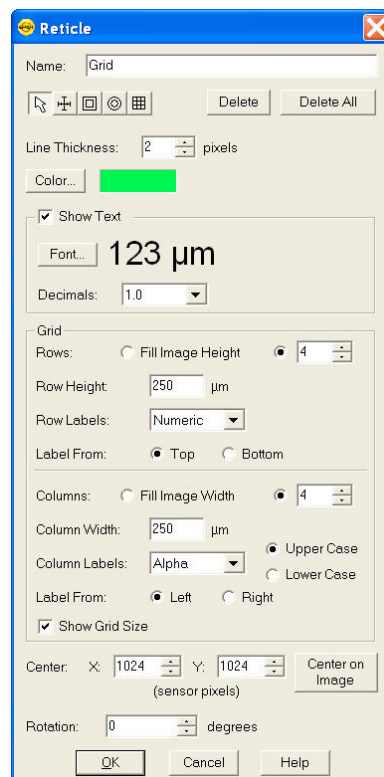 Reticle
Name: Grid
Delete Delete All
Line Thickness: 2 pixels
Color...
Show Text
Font... 123 µm
Decimals: 1.0
Grid
Rows: Fill Image Height 4
Row Height: 250 µm
Row Labels: Numeric
Label From: Top Bottom
Columns: Fill Image Width 4
Column Width: 250 µm
Upper Case
Column Labels: Alpha
Lower Case
Label From: Left Right
Show Grid Size
Center: X: 1024 Y: 1024 Center on
Image
(sensor pixels)
Rotation: 0 degrees
OK Cancel Help